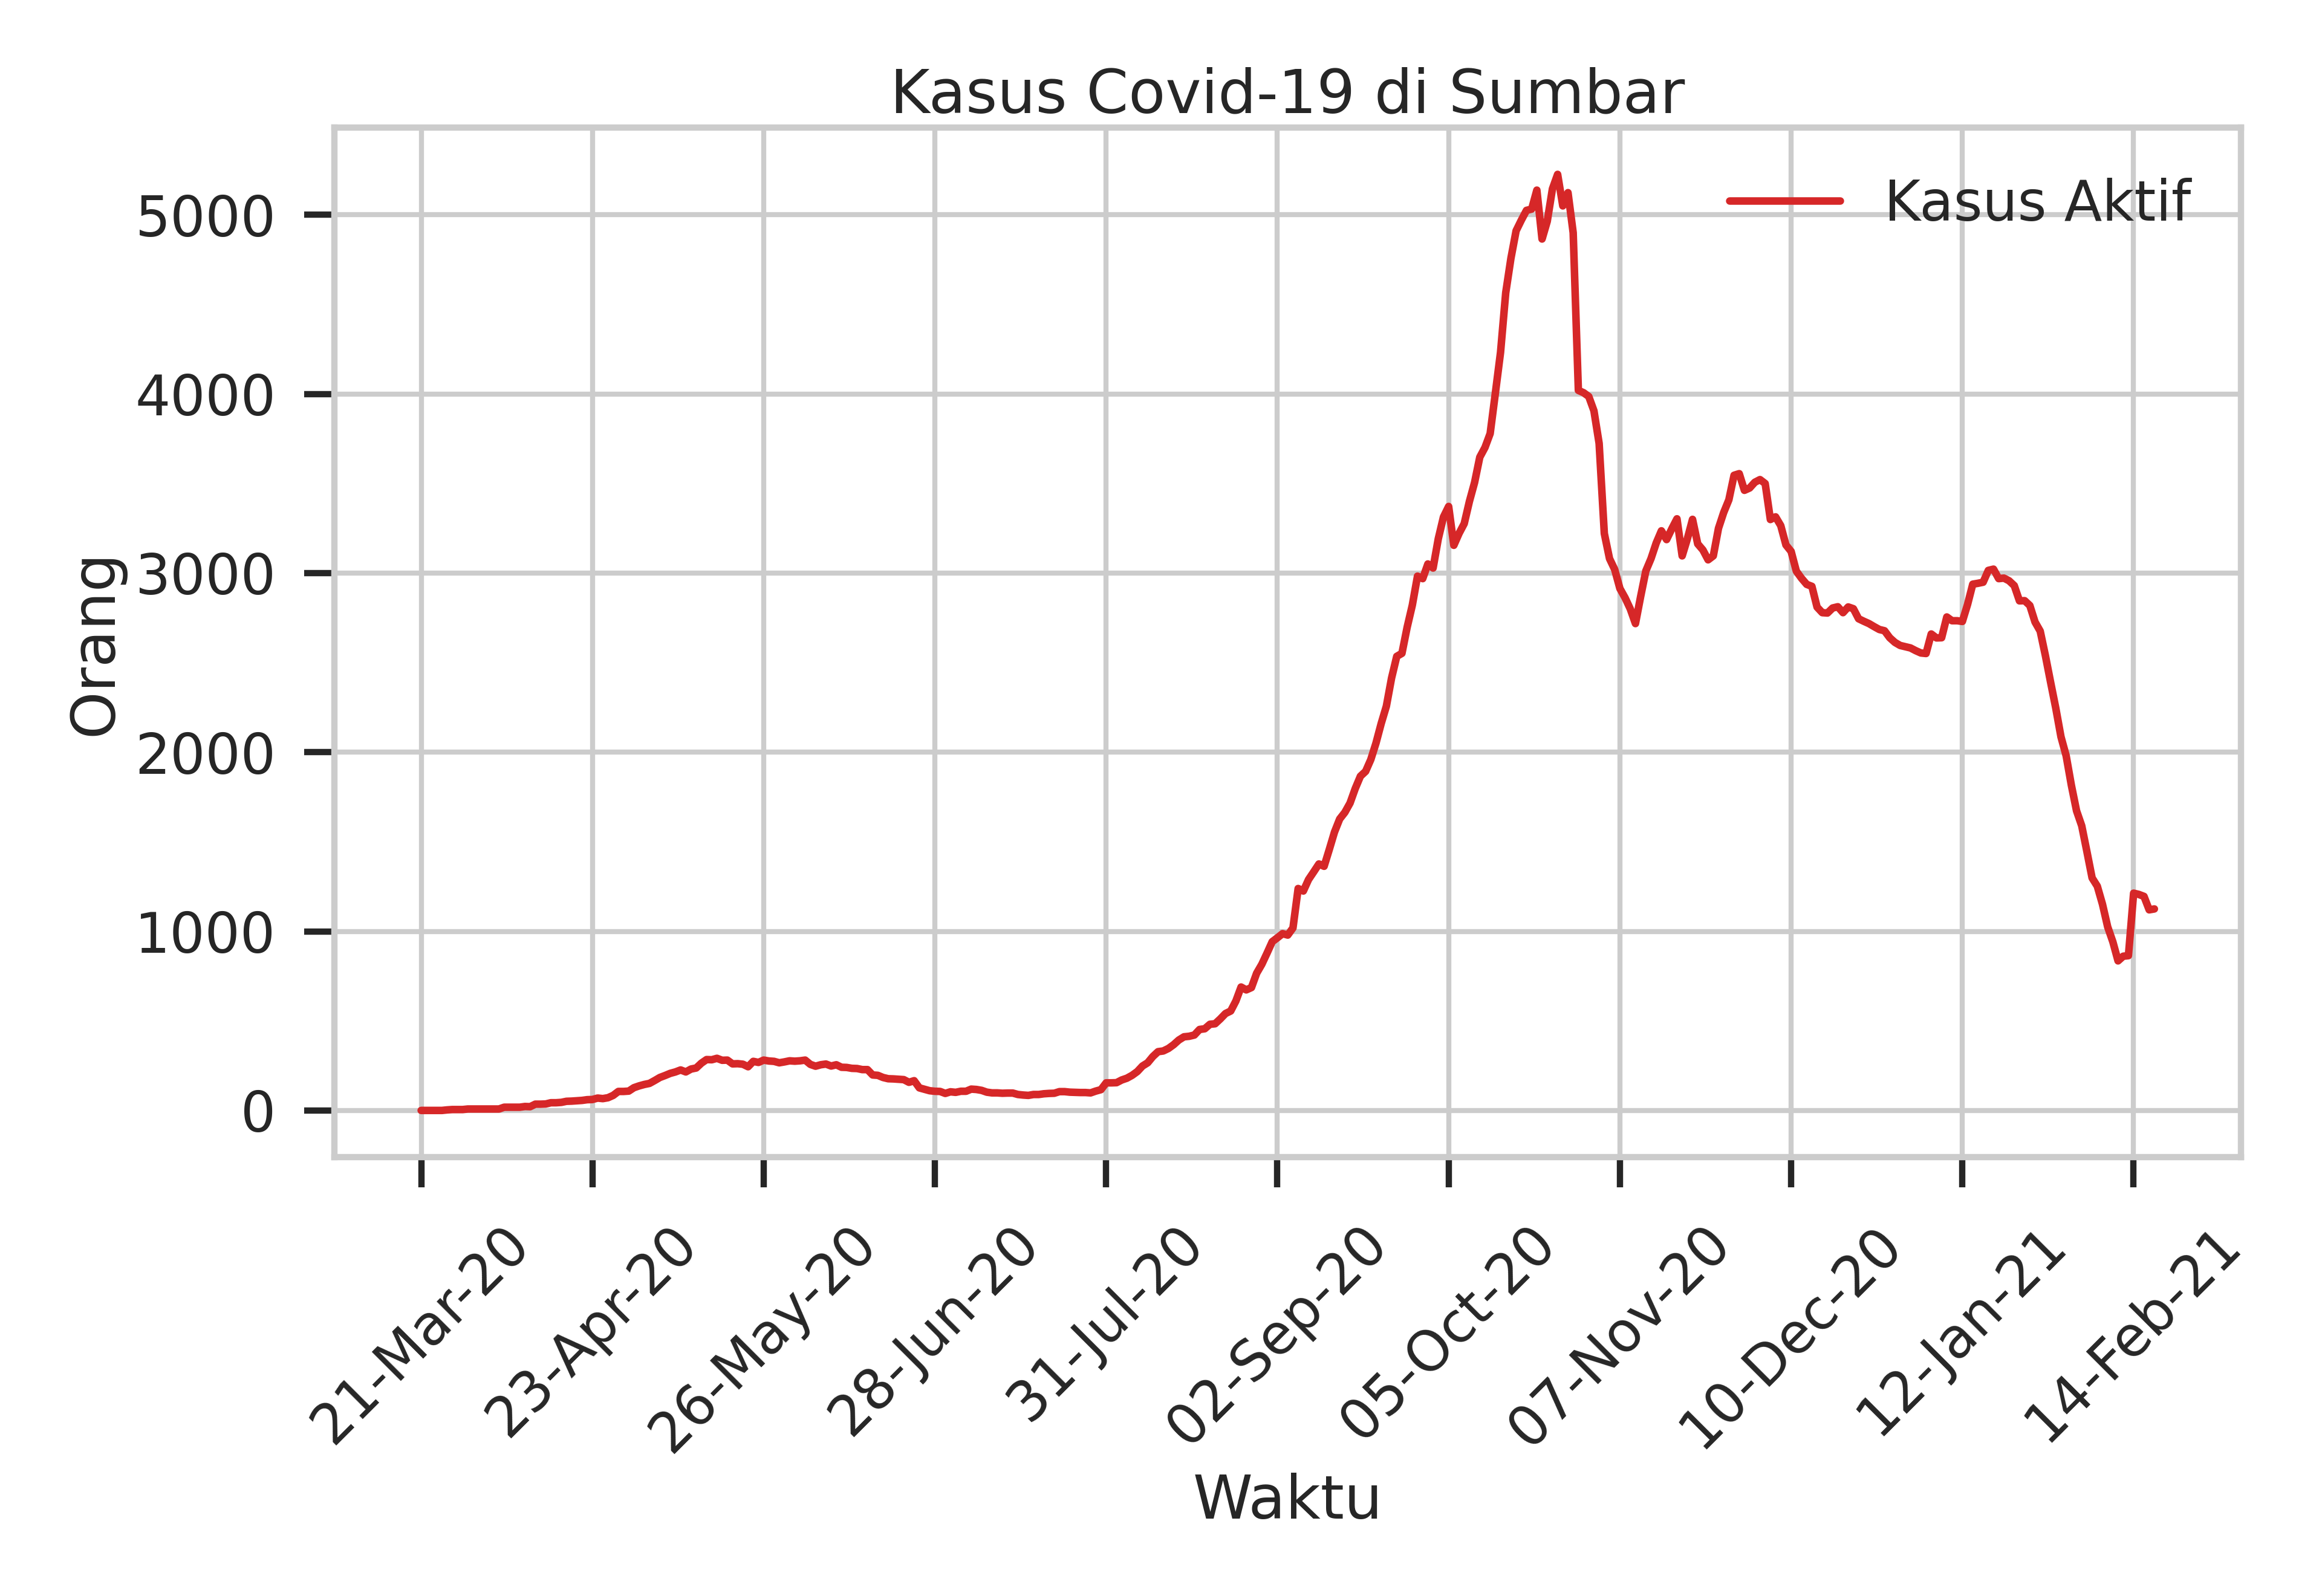 Kasus Covid-19 di Sumbar
Kasus Aktif
Orang
5000
4000
3000
2000
1000
0
21-Mar-20
23-Apr-20
26-May-20
28-Jun-20
31-Jul-20
02-Sep-20
05-Oct-20
07-Nov-20
10-Dec-20
12-Jan-21
14-Feb-21
Waktu